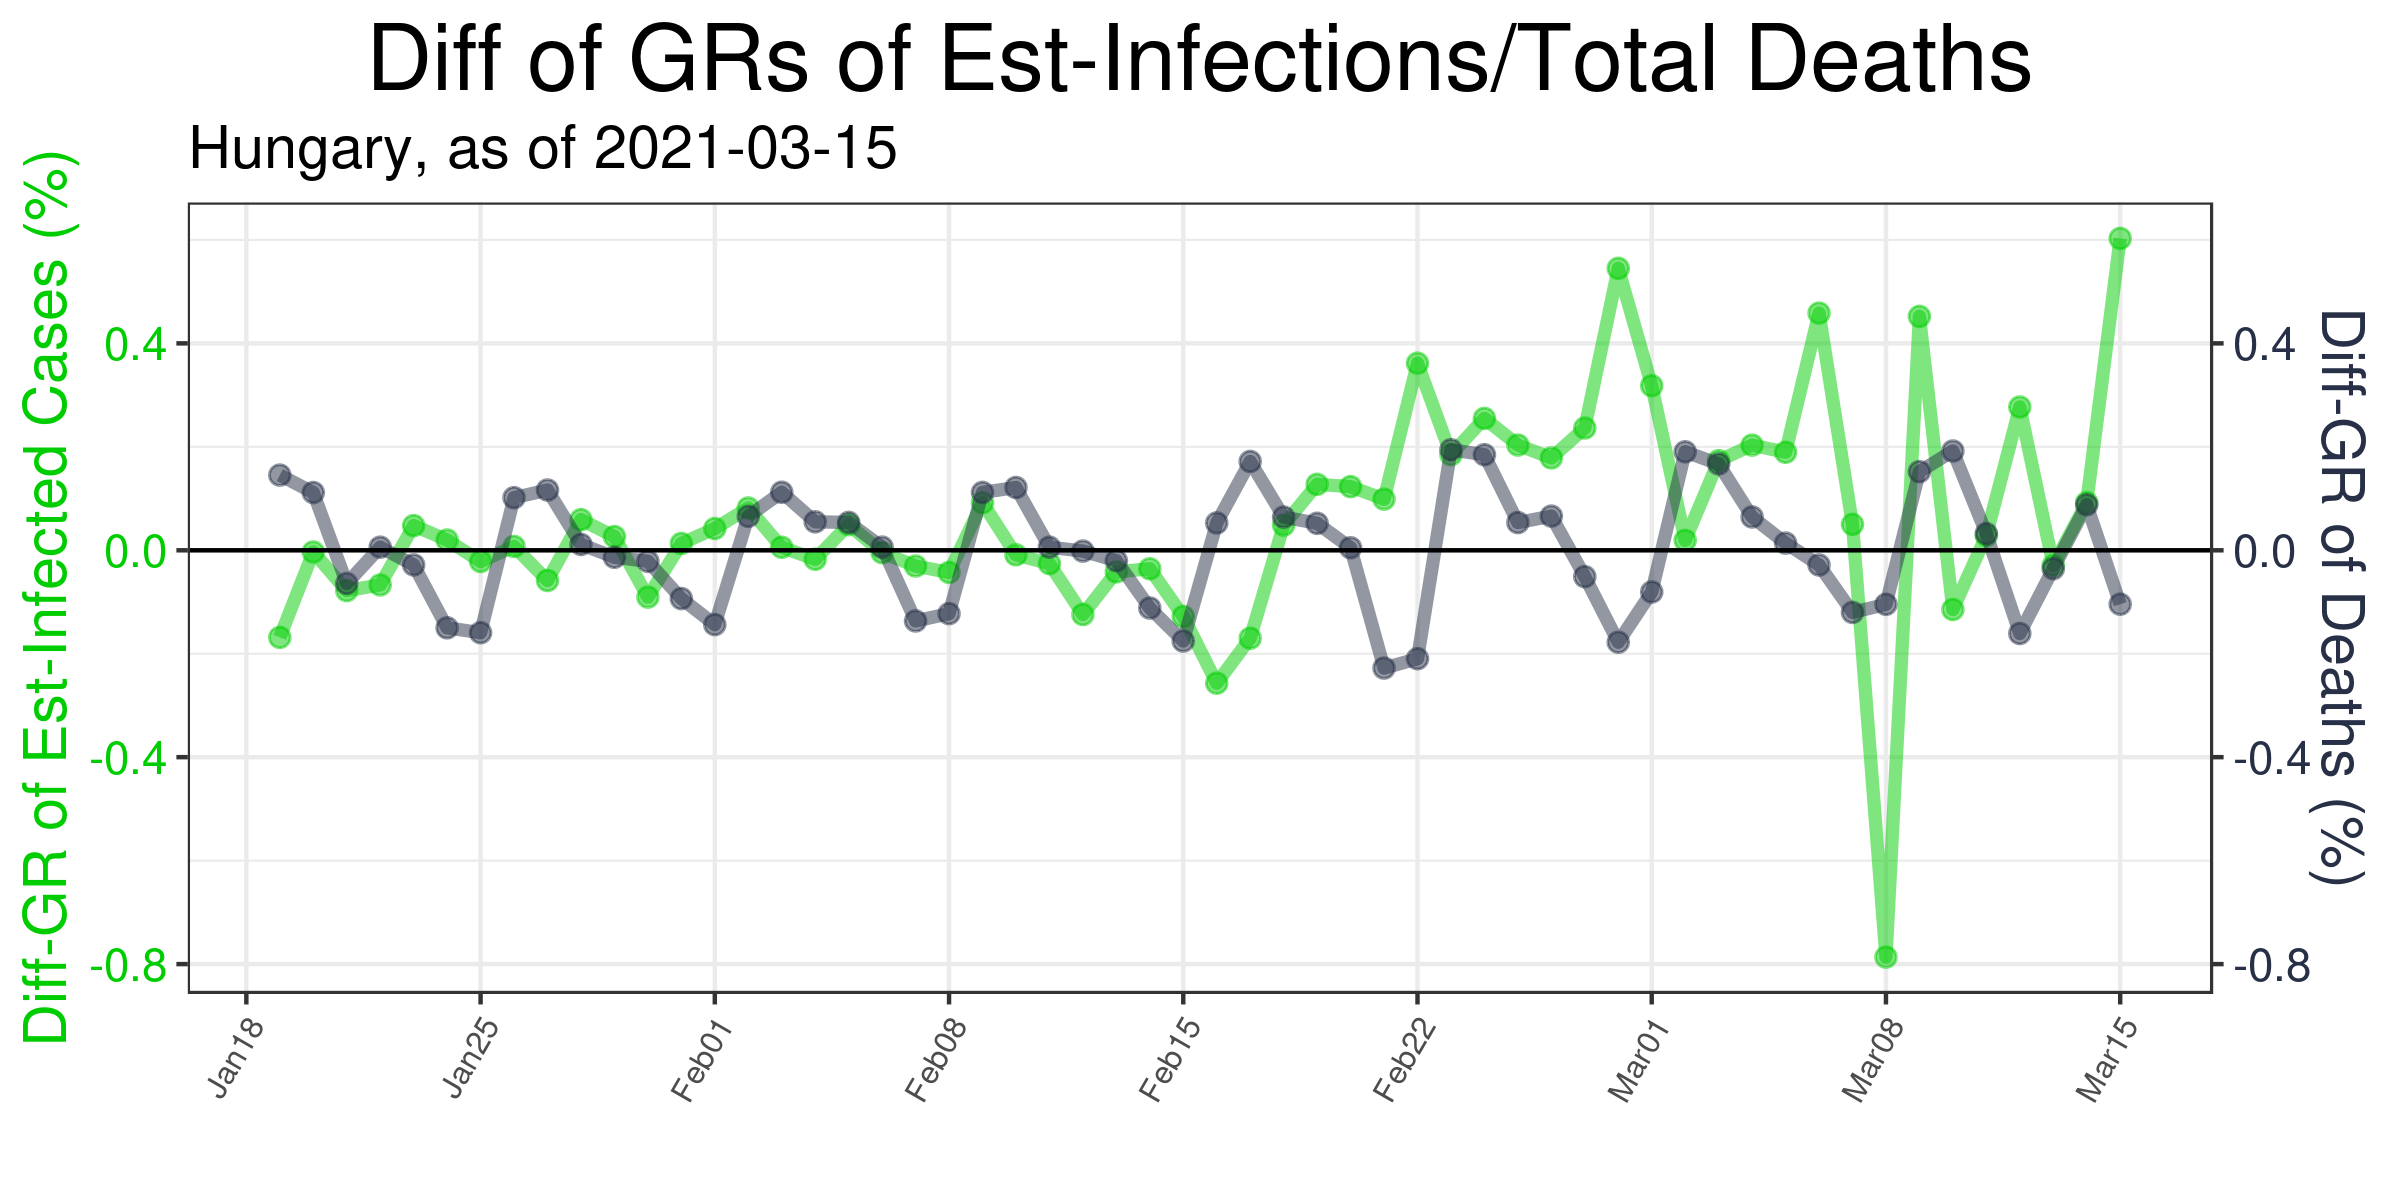 Diff of GRs of Est-Infections/Total Deaths
Hungary, as of 2021-03-15
Diff-GR of Est-Infected Cases (%)
0.4
0.0
-0.4
-0.8
Diff-GR of Deaths (%)
0.4
0.0
-0.4
-0.8
Jan18
Jan25
Feb01
Feb08
Feb15
Feb22
Mar01
Mar08
Mar15